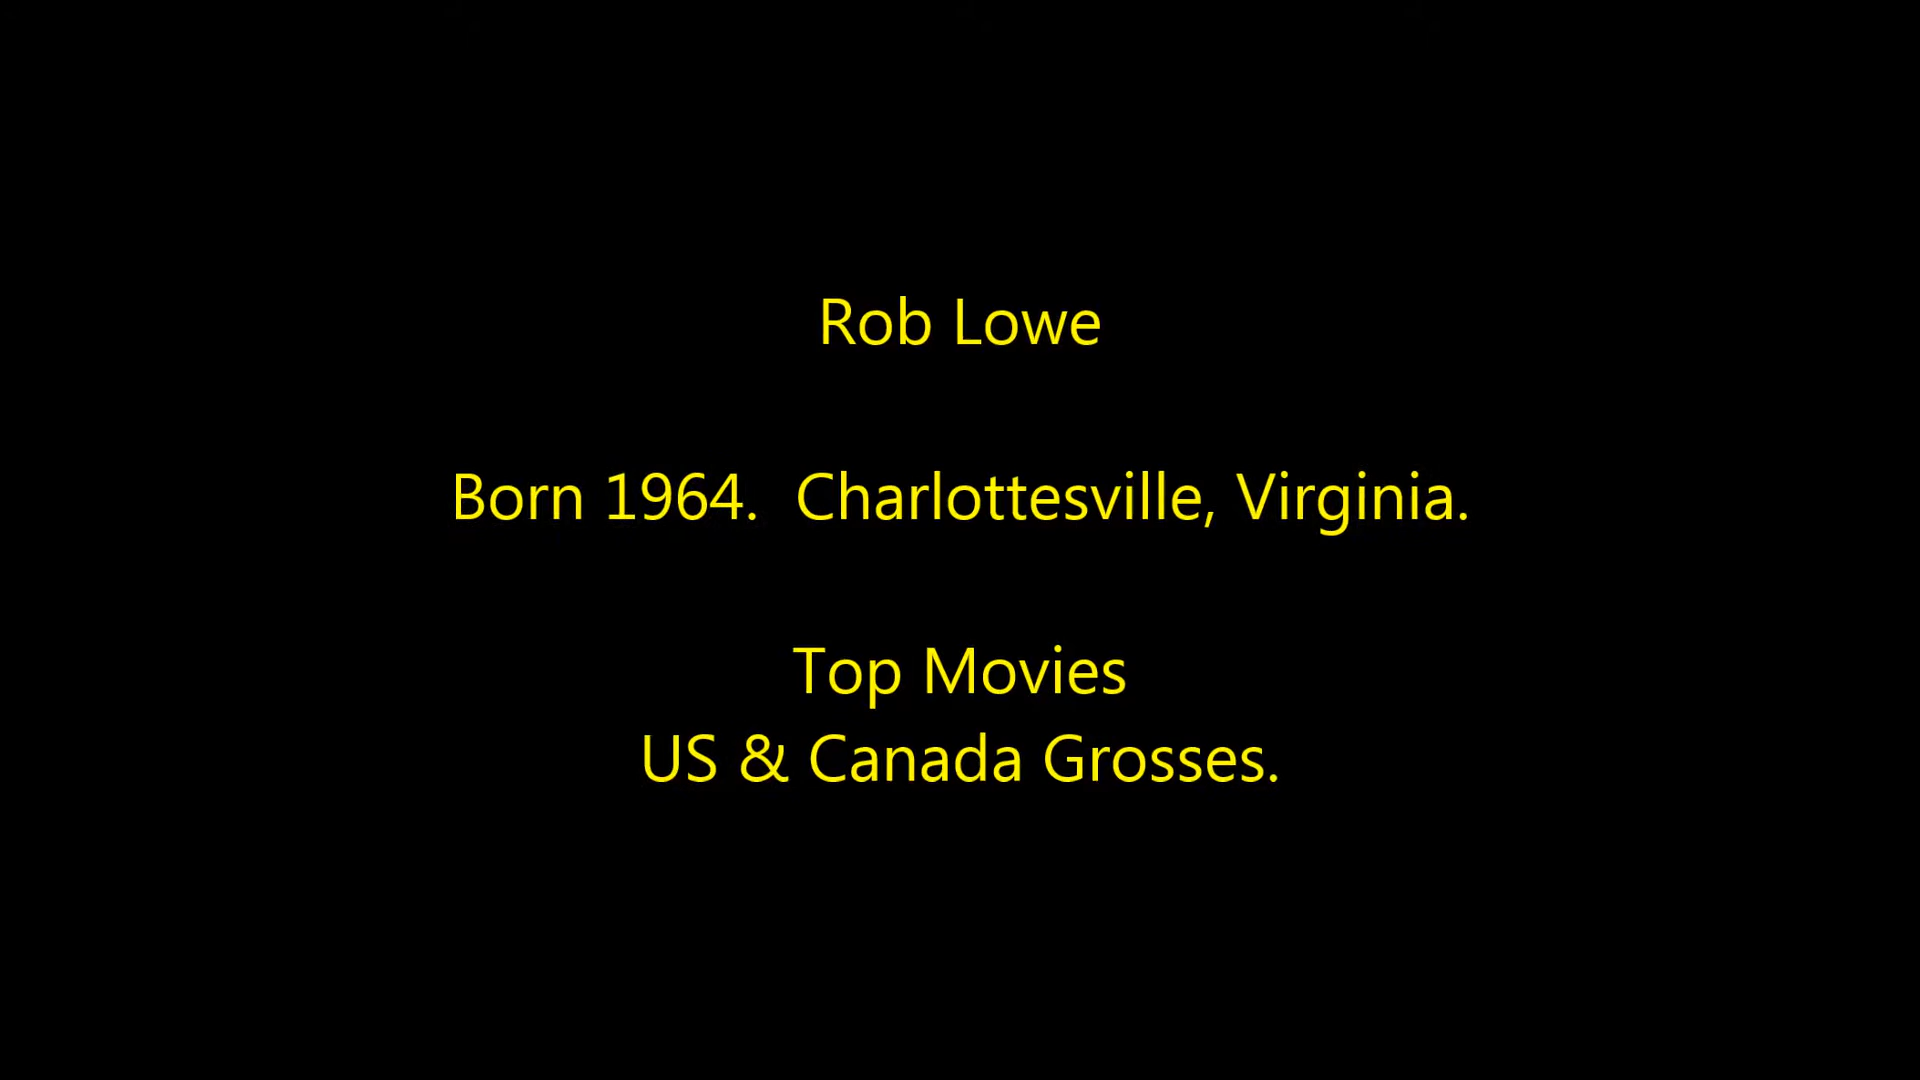 Rob Lowe
Born 1964.  Charlottesville, Virginia.
Top Movies
US & Canada Grosses.